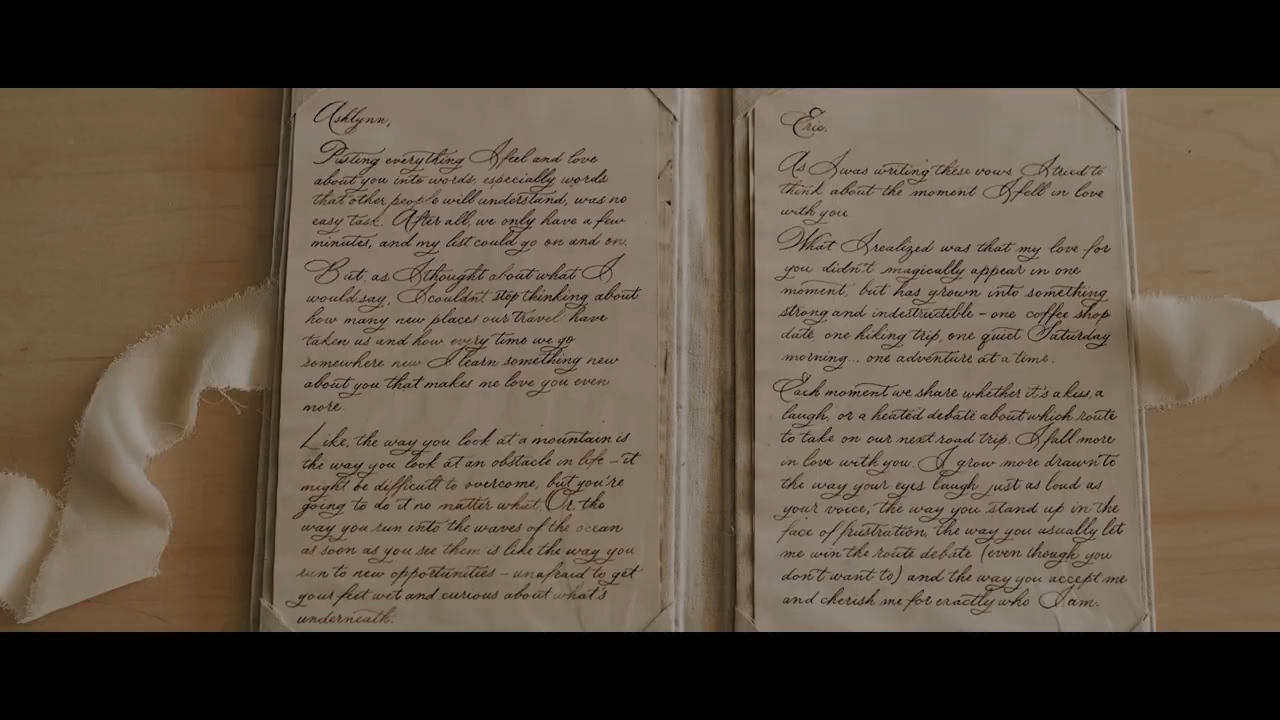 Ashlynn,
Putting everything I feel and love
about you into words, especially words
that other people will understand, was no
easy task. After all, we only have a few
minutes, and my list could go on and on.
But, as I thought about what I
would say, I couldn't stop thinking about
how many new places our travel have
taken us and how every time we go
somewhere new I learn something new
about you that makes me love you even
more.
Like, the way you look at a mountain is
the way you look at an obstacle in life – it
might be difficult to overcome, but you're
going to do it no matter what. Or, the
way you run into the waves of the ocean
as soon as you see them is like the way you
run to new opportunities – unafraid to get
your feet wet and curious about what's
underneath.
Eric,
As I was writing these vows I tried to
think about the moment I fell in love
with you
What I realized was that my love for
you didn't magically appear in one
moment, but has grown into something
strong and indestructible – one coffee shop
date, one hiking trip, one quiet Saturday
morning... one adventure at a time.
Each moment we share whether it's a kiss, a
laugh, or a heated debate about which route
to take on our next road trip. I fall more
in love with you. I grow more drawn to
the way your eyes laugh just as loud as
your voice, the way you stand up in the
face of frustration, the way you usually let
me win the route debate (even though you
don't want to) and the way you accept me
and cherish me for exactly who I am.